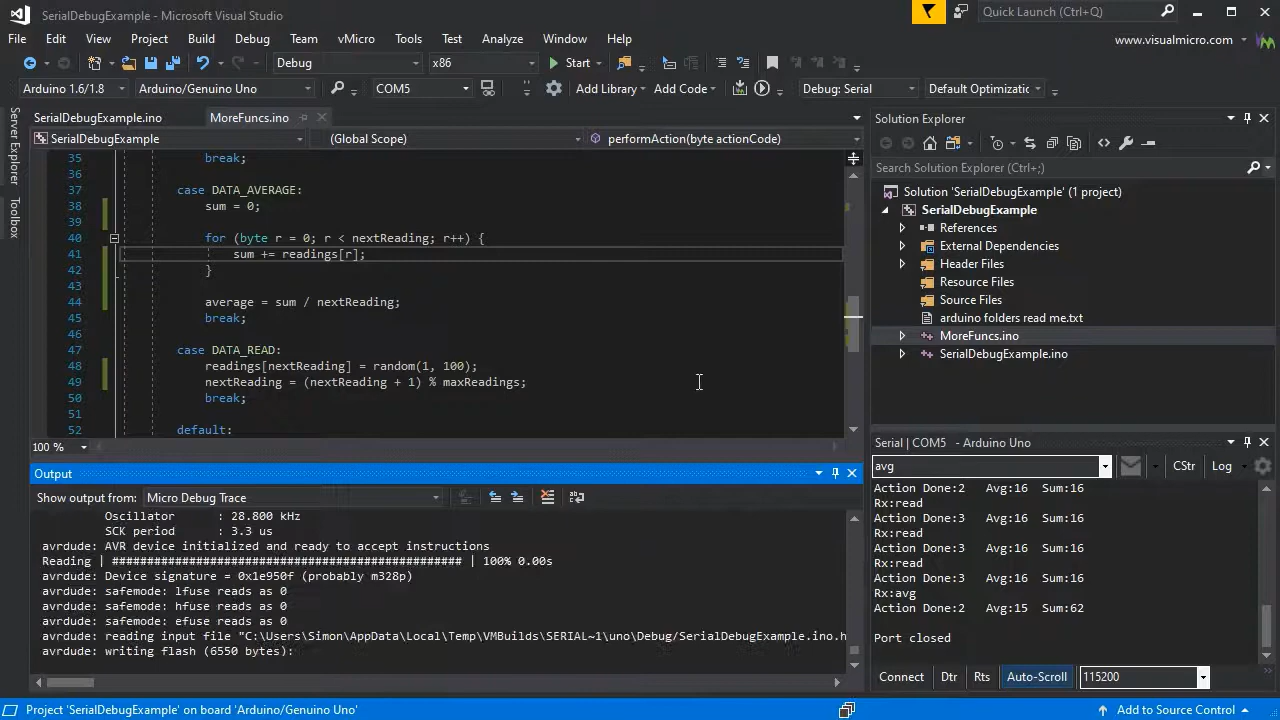 SerialDebugExample - Microsoft Visual Studio
Quick Launch (Ctrl+Q)
File Edit View Project Build Debug Team vMicro Tools Test Analyze Window Help
www.visualmicro.com
Debug x86 Start
Arduino 1.6/1.8 Arduino/Genuino Uno COM5 Add Library Add Code Debug: Serial Default Optimizatic
Server Explorer
Toolbox
SerialDebugExample.ino MoreFuncs.ino
SerialDebugExample (Global Scope) performAction(byte actionCode)
35 break;
36
37 case DATA_AVERAGE:
38 sum = 0;
39
40 for (byte r = 0; r < nextReading; r++) {
41 sum += readings[r];
42 }
43
44 average = sum / nextReading;
45 break;
46
47 case DATA_READ:
48 readings[nextReading] = random(1, 100);
49 nextReading = (nextReading + 1) % maxReadings;
50 break;
51
52 default:
100 %
Output
Show output from: Micro Debug Trace
Oscillator : 28.800 kHz
SCK period : 3.3 us
avrdude: AVR device initialized and ready to accept instructions
Reading | ################################################## | 100% 0.00s
avrdude: Device signature = 0x1e950f (probably m328p)
avrdude: safemode: lfuse reads as 0
avrdude: safemode: hfuse reads as 0
avrdude: safemode: efuse reads as 0
avrdude: reading input file "C:\Users\Simon\AppData\Local\Temp\VMBuilds\SERIAL~1\uno\Debug/SerialDebugExample.ino.h
avrdude: writing flash (6550 bytes):
Solution Explorer
Search Solution Explorer (Ctrl+;)
Solution 'SerialDebugExample' (1 project)
SerialDebugExample
References
External Dependencies
Header Files
Resource Files
Source Files
arduino folders read me.txt
MoreFuncs.ino
SerialDebugExample.ino
Serial | COM5 - Arduino Uno
avg CStr Log
Action Done:2 Avg:16 Sum:16
Rx:read
Action Done:3 Avg:16 Sum:16
Rx:read
Action Done:3 Avg:16 Sum:16
Rx:read
Action Done:3 Avg:16 Sum:16
Rx:avg
Action Done:2 Avg:15 Sum:62
Port closed
Connect Dtr Rts Auto-Scroll 115200
Project 'SerialDebugExample' on board 'Arduino/Genuino Uno'
Add to Source Control